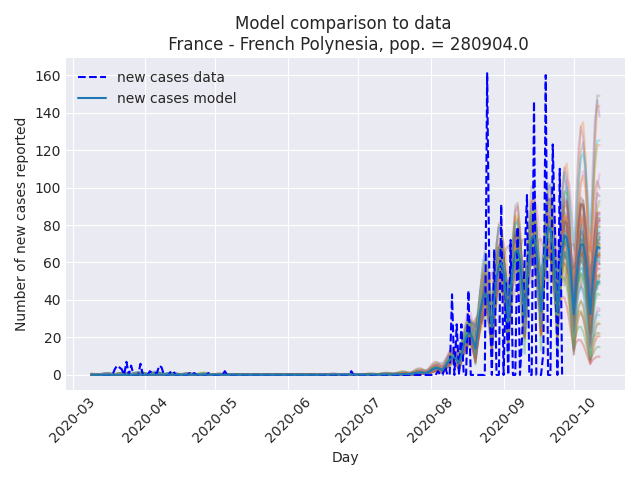 Model comparison to data
France - French Polynesia, pop. = 280904.0
new cases data
new cases model
Number of new cases reported
160
140
120
100
80
60
40
20
0
2020-03
2020-04
2020-05
2020-06
2020-07
2020-08
2020-09
2020-10
Day